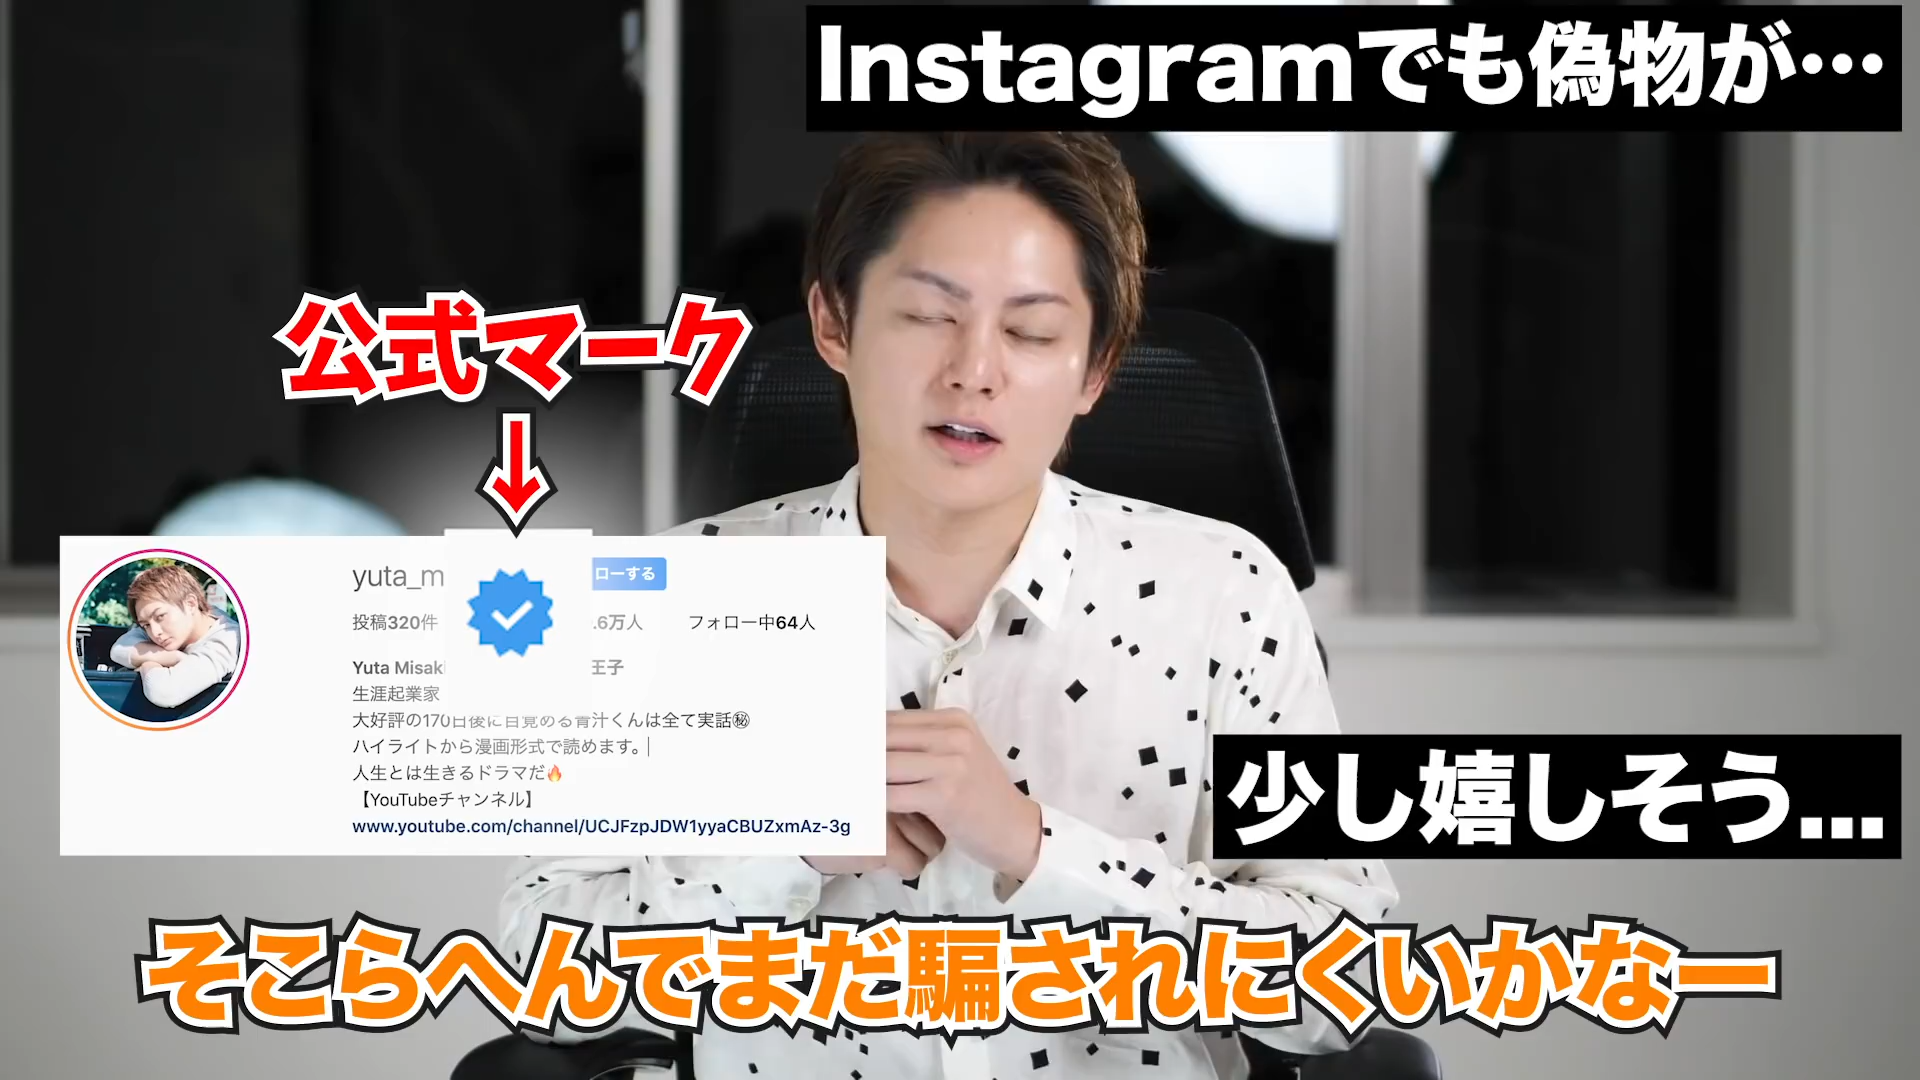 Instagramでも偽物が…
公式マーク
yuta_m
ローする
投稿320件 .6万人 フォロー中64人
Yuta Misak 王子
生涯起業家
大好評の170日後に目覚める青汁くんは全て実話㊙
ハイライトから漫画形式で読めます。
人生とは生きるドラマだ🔥
【YouTubeチャンネル】
www.youtube.com/channel/UCJFzpJDW1yyaCBUZxmAz-3g
少し嬉しそう...
そこらへんでまだ騙されにくいかなー